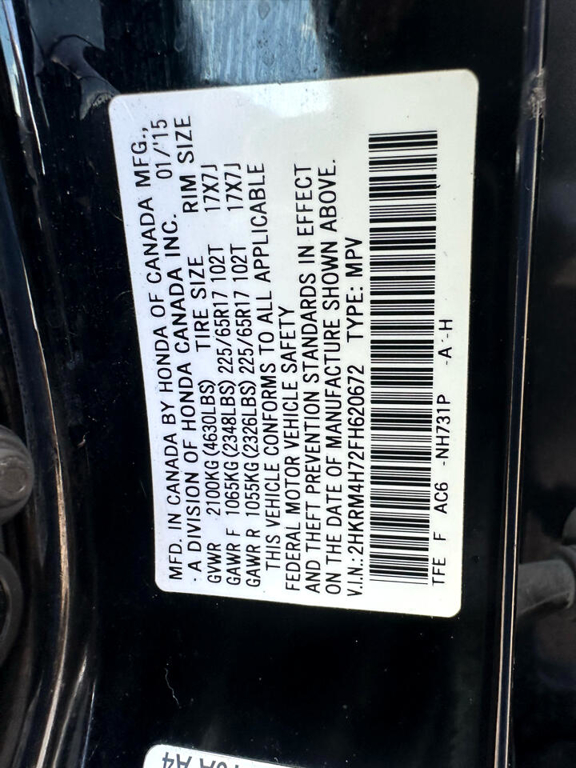 MFD. IN CANADA BY HONDA OF CANADA MFG.,
A DIVISION OF HONDA CANADA INC. 01/'15
GVWR 2100KG(4630LBS) TIRE SIZE RIM SIZE
GAWR F 1065KG(2348LBS) 225/65R17 102T 17X7J
GAWR R 1055KG(2326LBS) 225/65R17 102T 17X7J
THIS VEHICLE CONFORMS TO ALL APPLICABLE
FEDERAL MOTOR VEHICLE SAFETY
AND THEFT PREVENTION STANDARDS IN EFFECT
ON THE DATE OF MANUFACTURE SHOWN ABOVE.
V.I.N.:2HKRM4H72FH620672 TYPE: MPV
TFE F AC6 -NH731P -A-H